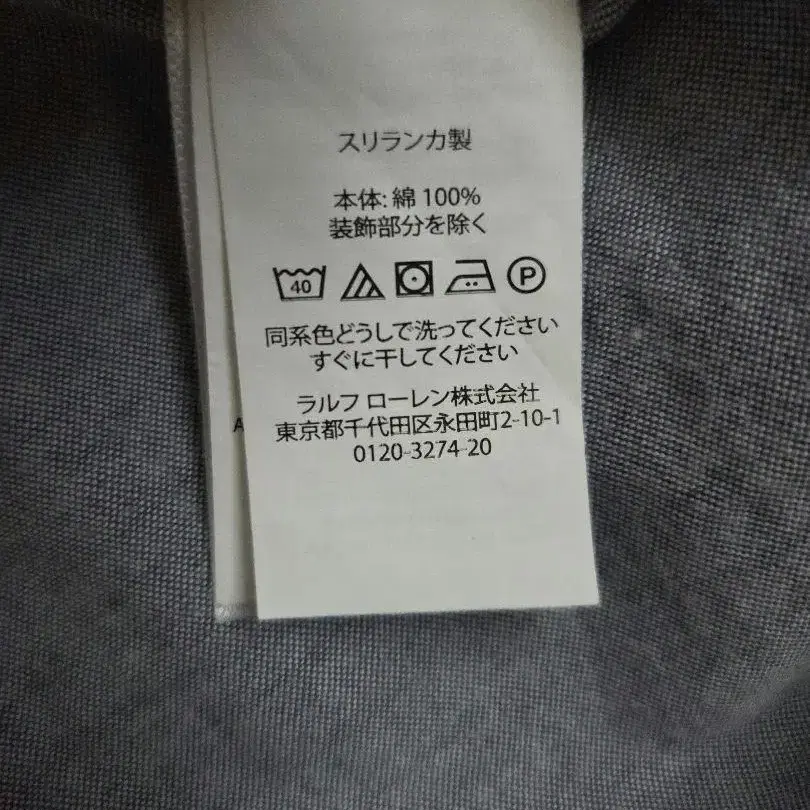 スリランカ製
本体: 綿 100%
装飾部分を除く
40 P
同系色どうしで洗ってください
すぐに干してください
ラルフ ローレン株式会社
東京都千代田区永田町2-10-1
0120-3274-20
A